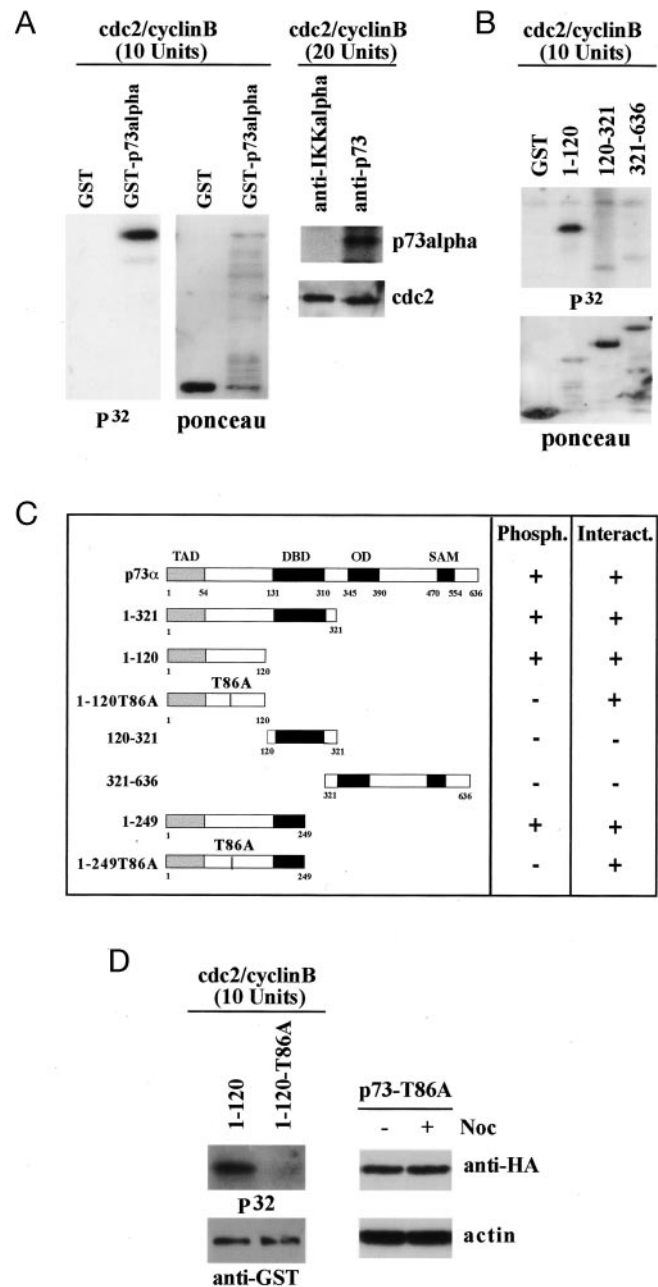 A
cdc2/cyclinB
(10 Units)
GST
GST-p73alpha
GST
GST-p73alpha
P32
ponceau
cdc2/cyclinB
(20 Units)
anti-IKKalpha
anti-p73
p73alpha
cdc2
B
cdc2/cyclinB
(10 Units)
GST
1-120
120-321
321-636
P32
ponceau
C
Phosph. Interact.
TAD DBD OD SAM
p73α + +
1 54 131 310 345 390 470 554 636
1-321 + +
1 321
1-120 + +
1 120
T86A
1-120T86A - +
1 120
120-321 - -
120 321
321-636 - -
321 636
1-249 + +
1 249
T86A
1-249T86A - +
1 249
D
cdc2/cyclinB
(10 Units)
1-120
1-120-T86A
P32
anti-GST
p73-T86A
- + Noc
anti-HA
actin